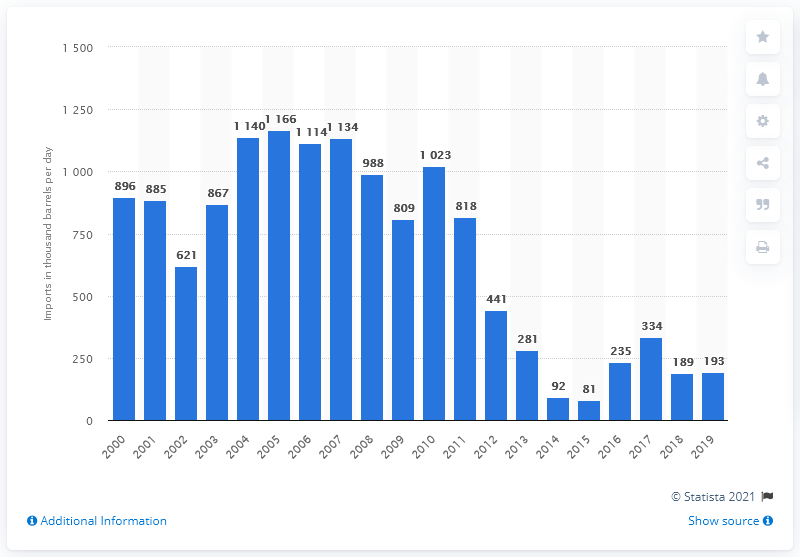 Imports in thousand barrels per day
1 500
1 250
1 000
750
500
250
0
896 885 621 867 1 140 1 166 1 114 1 134 988 809 1 023 818 441 281 92 81 235 334 189 193
2000 2001 2002 2003 2004 2005 2006 2007 2008 2009 2010 2011 2012 2013 2014 2015 2016 2017 2018 2019
© Statista 2021
Additional Information
Show source